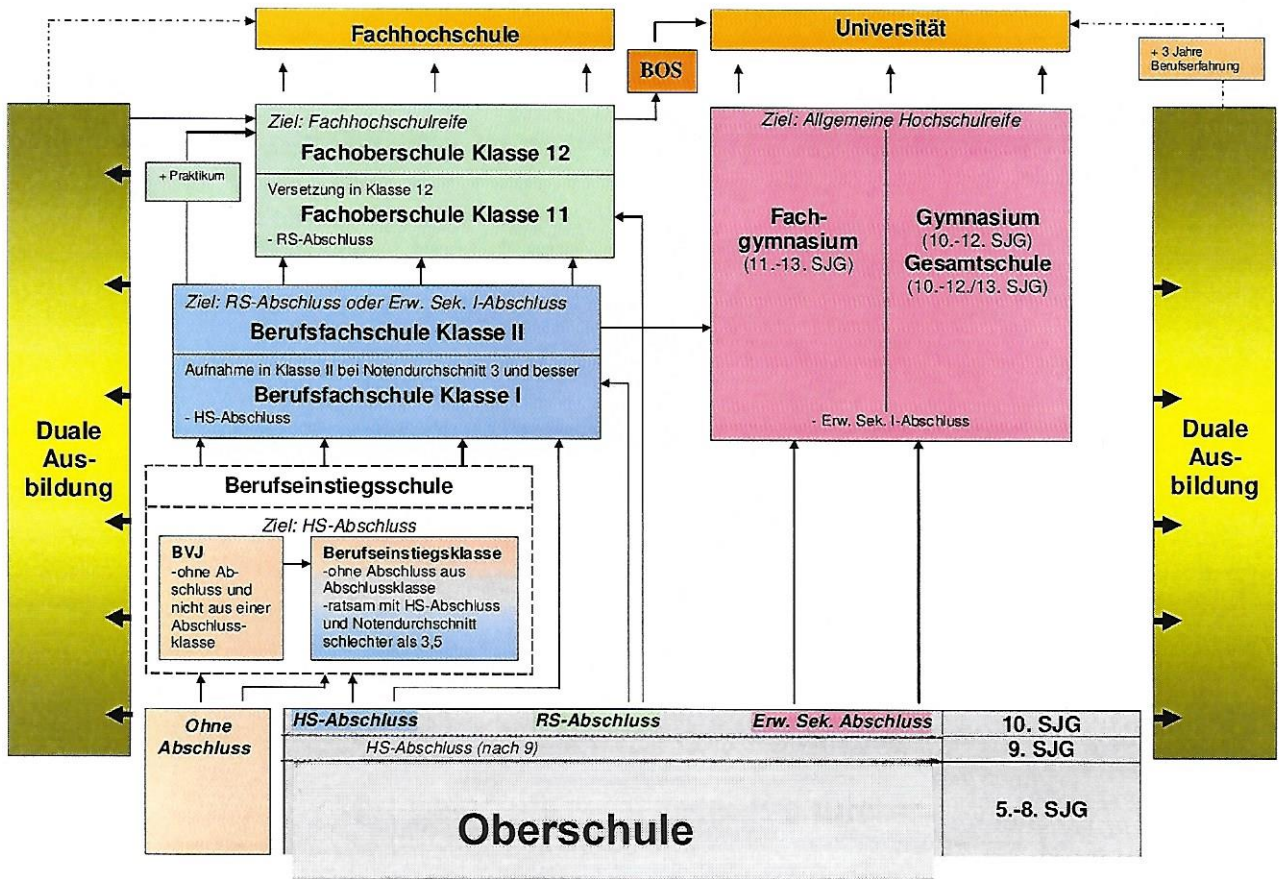 Fachhochschule
Universität
BOS
+ 3 Jahre
Berufserfahrung
Ziel: Fachhochschulreife
Fachoberschule Klasse 12
Versetzung in Klasse 12
Fachoberschule Klasse 11
- RS-Abschluss
+ Praktikum
Ziel: Allgemeine Hochschulreife
Fach-
gymnasium
(11.-13. SJG)
Gymnasium
(10.-12. SJG)
Gesamtschule
(10.-12./13. SJG)
- Erw. Sek. I-Abschluss
Ziel: RS-Abschluss oder Erw. Sek. I-Abschluss
Berufsfachschule Klasse II
Aufnahme in Klasse II bei Notendurchschnitt 3 und besser
Berufsfachschule Klasse I
- HS-Abschluss
Duale
Aus-
bildung
Duale
Aus-
bildung
Berufseinstiegsschule
Ziel: HS-Abschluss
BVJ
-ohne Ab-
schluss und
nicht aus einer
Abschluss-
klasse
Berufseinstiegsklasse
-ohne Abschluss aus
Abschlussklasse
-ratsam mit HS-Abschluss
und Notendurchschnitt
schlechter als 3,5
Ohne
Abschluss
HS-Abschluss
RS-Abschluss
Erw. Sek. Abschluss
10. SJG
HS-Abschluss (nach 9)
9. SJG
5.-8. SJG
Oberschule